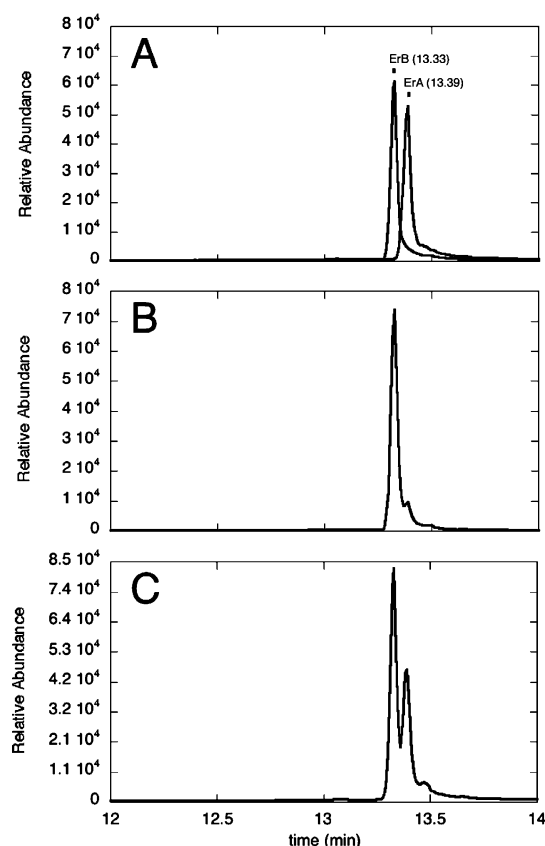 A
Relative Abundance
8 10⁴
7 10⁴
6 10⁴
5 10⁴
4 10⁴
3 10⁴
2 10⁴
1 10⁴
0
ErB (13.33)
ErA (13.39)
B
Relative Abundance
8 10⁴
7 10⁴
6 10⁴
5 10⁴
4 10⁴
3 10⁴
2 10⁴
1 10⁴
0
C
Relative Abundance
8.5 10⁴
7.4 10⁴
6.4 10⁴
5.3 10⁴
4.2 10⁴
3.2 10⁴
2.1 10⁴
1.1 10⁴
0
12 12.5 13 13.5 14
time (min)